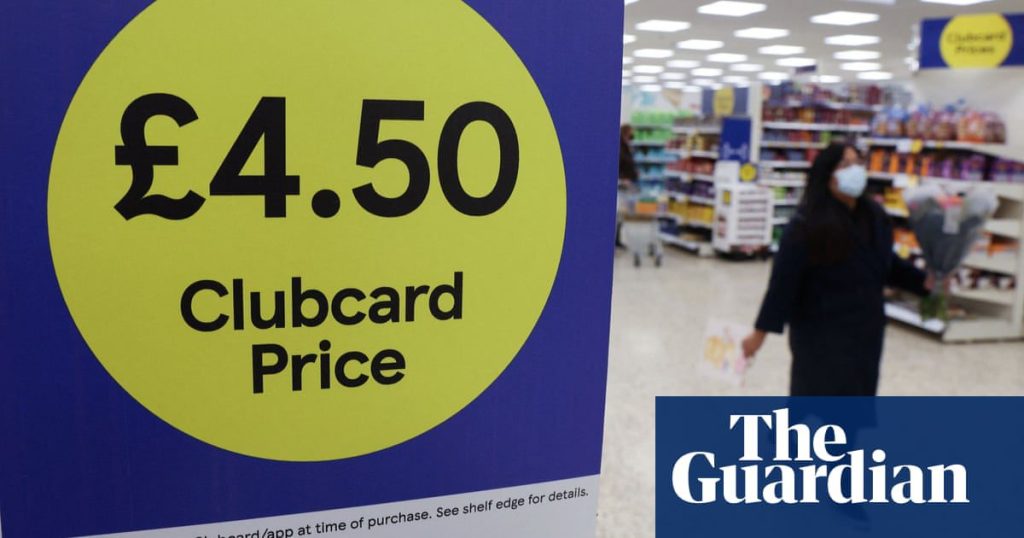 £4.50
Clubcard
Price
Clubcard/app at time of purchase. See shelf edge for details.
Clubcard
Prices
The
Guardian